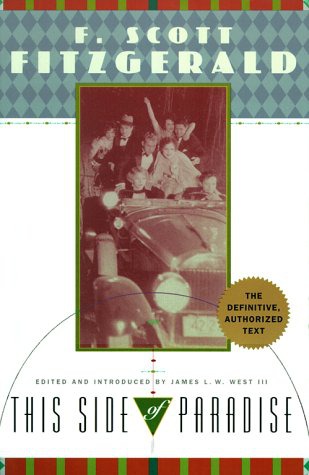 F. SCOTT
FITZGERALD
THE
DEFINITIVE,
AUTHORIZED
TEXT
EDITED AND INTRODUCED BY JAMES L. W. WEST III
THIS SIDE of PARADISE